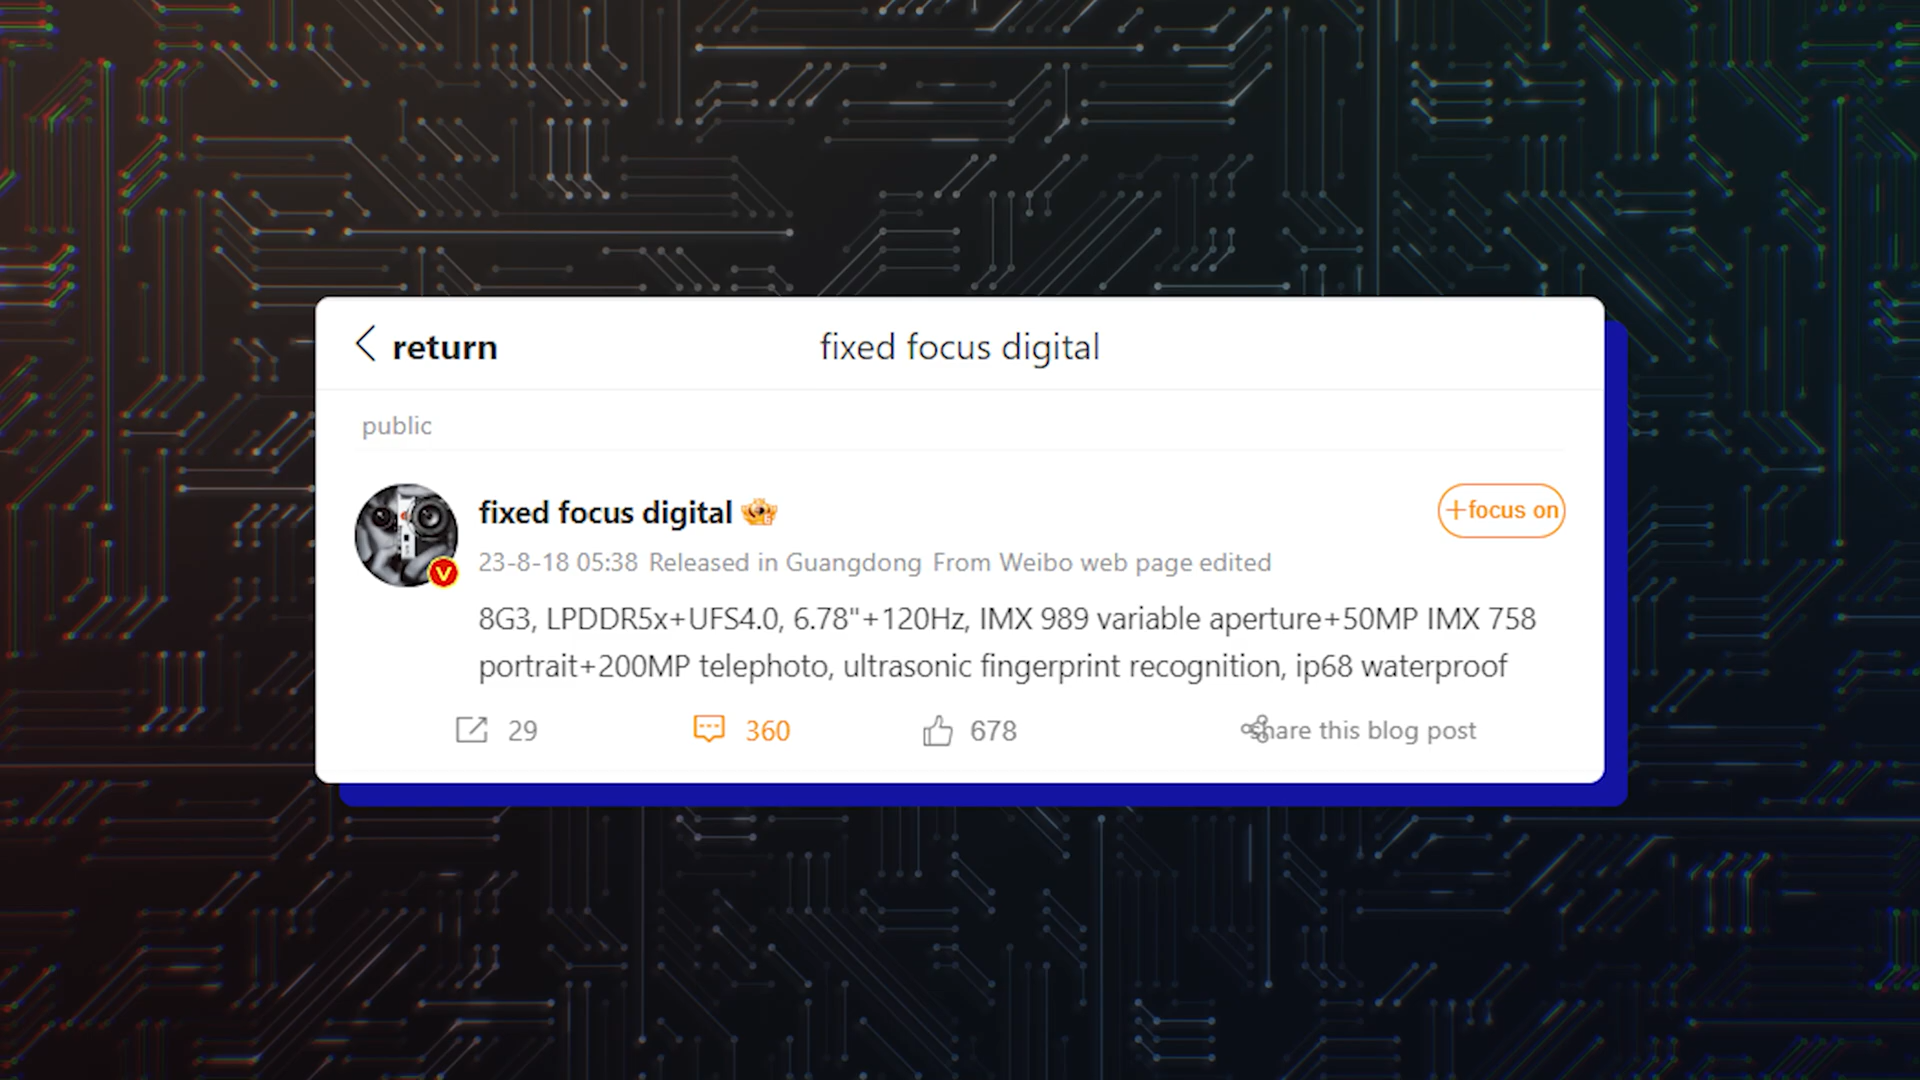 return
fixed focus digital
public
fixed focus digital
+focus on
23-8-18 05:38 Released in Guangdong From Weibo web page edited
8G3, LPDDR5x+UFS4.0, 6.78"+120Hz, IMX 989 variable aperture+50MP IMX 758
portrait+200MP telephoto, ultrasonic fingerprint recognition, ip68 waterproof
29
360
678
share this blog post